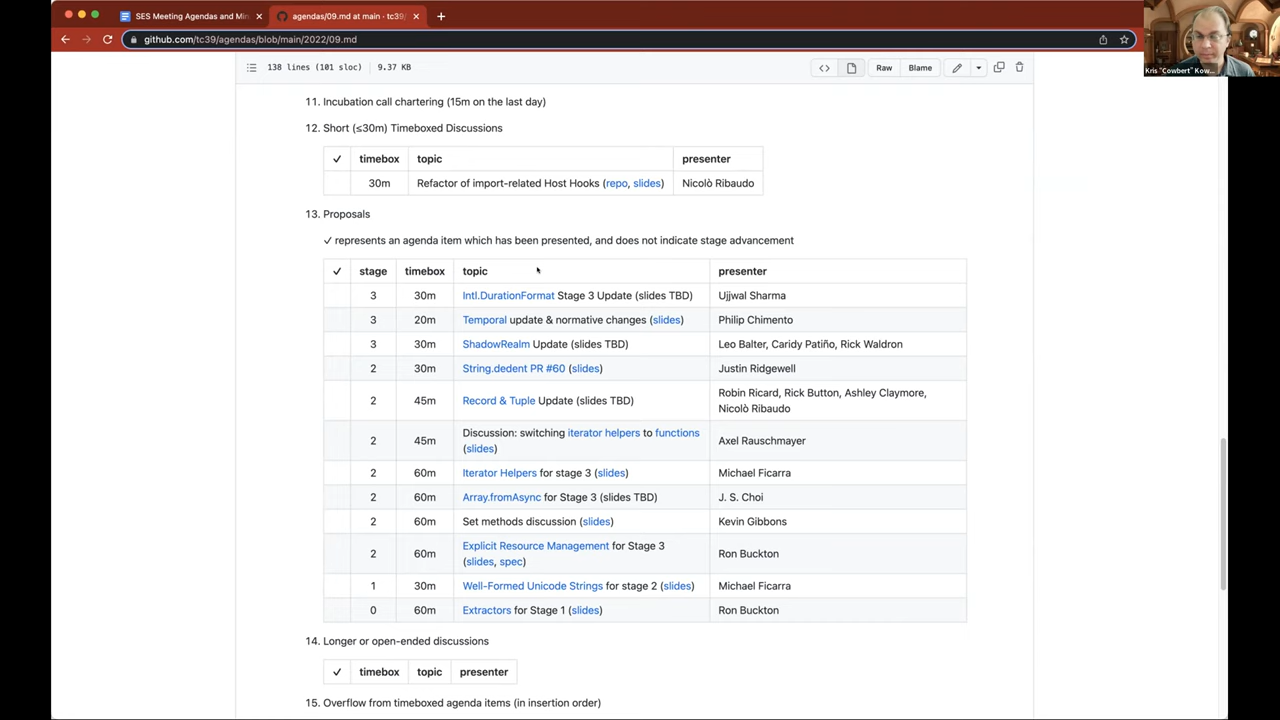 SES Meeting Agendas and Min
agendas/09.md at main · tc39/
github.com/tc39/agendas/blob/main/2022/09.md
Kris "Cowbert" Kow...
138 lines (101 sloc) 9.37 KB
Raw Blame
11. Incubation call chartering (15m on the last day)
12. Short (≤30m) Timeboxed Discussions
✓ timebox topic presenter
30m Refactor of import-related Host Hooks (repo, slides) Nicolò Ribaudo
13. Proposals
✓ represents an agenda item which has been presented, and does not indicate stage advancement
✓ stage timebox topic presenter
3 30m Intl.DurationFormat Stage 3 Update (slides TBD) Ujjwal Sharma
3 20m Temporal update & normative changes (slides) Philip Chimento
3 30m ShadowRealm Update (slides TBD) Leo Balter, Caridy Patiño, Rick Waldron
2 30m String.dedent PR #60 (slides) Justin Ridgewell
2 45m Record & Tuple Update (slides TBD) Robin Ricard, Rick Button, Ashley Claymore,
Nicolò Ribaudo
2 45m Discussion: switching iterator helpers to functions
(slides) Axel Rauschmayer
2 60m Iterator Helpers for stage 3 (slides) Michael Ficarra
2 60m Array.fromAsync for Stage 3 (slides TBD) J. S. Choi
2 60m Set methods discussion (slides) Kevin Gibbons
2 60m Explicit Resource Management for Stage 3
(slides, spec) Ron Buckton
1 30m Well-Formed Unicode Strings for stage 2 (slides) Michael Ficarra
0 60m Extractors for Stage 1 (slides) Ron Buckton
14. Longer or open-ended discussions
✓ timebox topic presenter
15. Overflow from timeboxed agenda items (in insertion order)